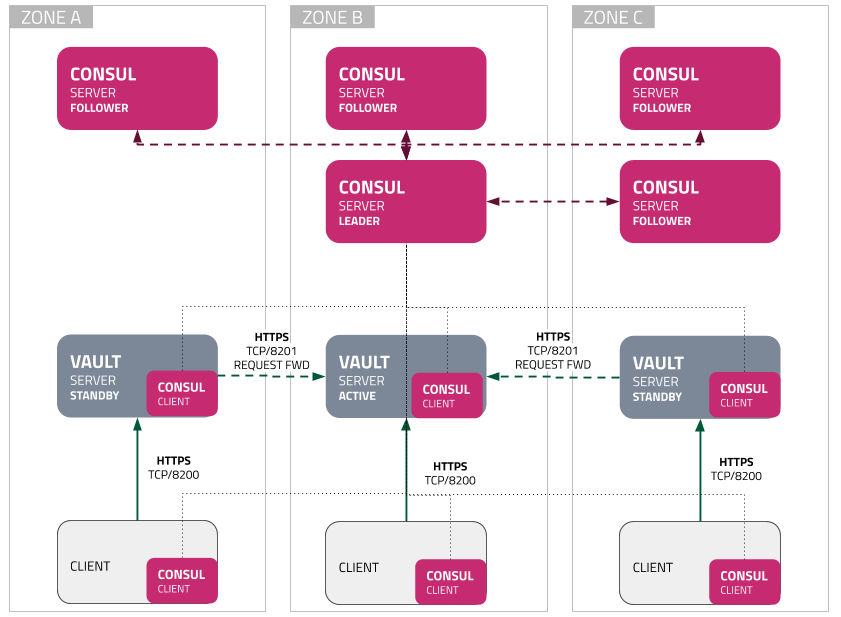 ZONE A
ZONE B
ZONE C
CONSUL
SERVER
FOLLOWER
CONSUL
SERVER
FOLLOWER
CONSUL
SERVER
FOLLOWER
CONSUL
SERVER
LEADER
CONSUL
SERVER
FOLLOWER
VAULT
SERVER
STANDBY
CONSUL
CLIENT
HTTPS
TCP/8201
REQUEST FWD
VAULT
SERVER
ACTIVE
CONSUL
CLIENT
HTTPS
TCP/8201
REQUEST FWD
VAULT
SERVER
STANDBY
CONSUL
CLIENT
HTTPS
TCP/8200
HTTPS
TCP/8200
HTTPS
TCP/8200
CLIENT
CONSUL
CLIENT
CLIENT
CONSUL
CLIENT
CLIENT
CONSUL
CLIENT